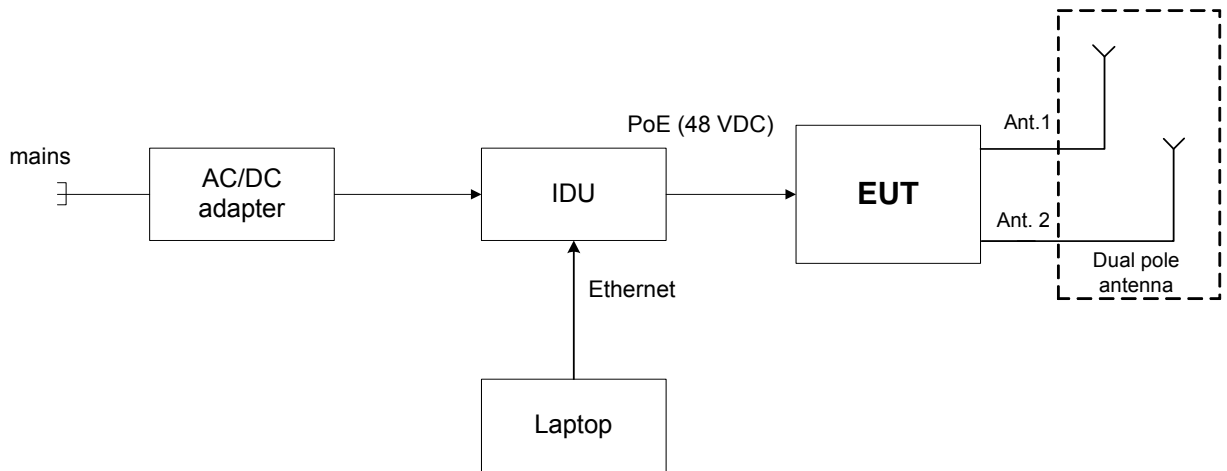 mains
AC/DC
adapter
IDU
PoE (48 VDC)
EUT
Ant.1
Ant. 2
Dual pole
antenna
Ethernet
Laptop